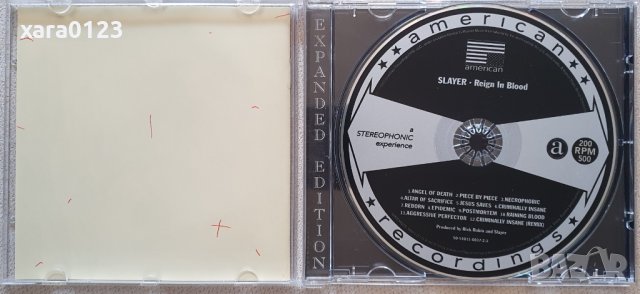 xara0123
EXPANDED EDITION
american
american
SLAYER · Reign In Blood
a
STEREOPHONIC
experience
a
200
RPM
500
1.ANGEL OF DEATH 2.PIECE BY PIECE 3.NECROPHOBIC
4.ALTAR OF SACRIFICE 5.JESUS SAVES 6.CRIMINALLY INSANE
7.REBORN 8.EPIDEMIC 9.POSTMORTEM 10.RAINING BLOOD
11.AGGRESSIVE PERFECTOR 12.CRIMINALLY INSANE (REMIX)
Produced by Rick Rubin and Slayer
recordings
BAZAR